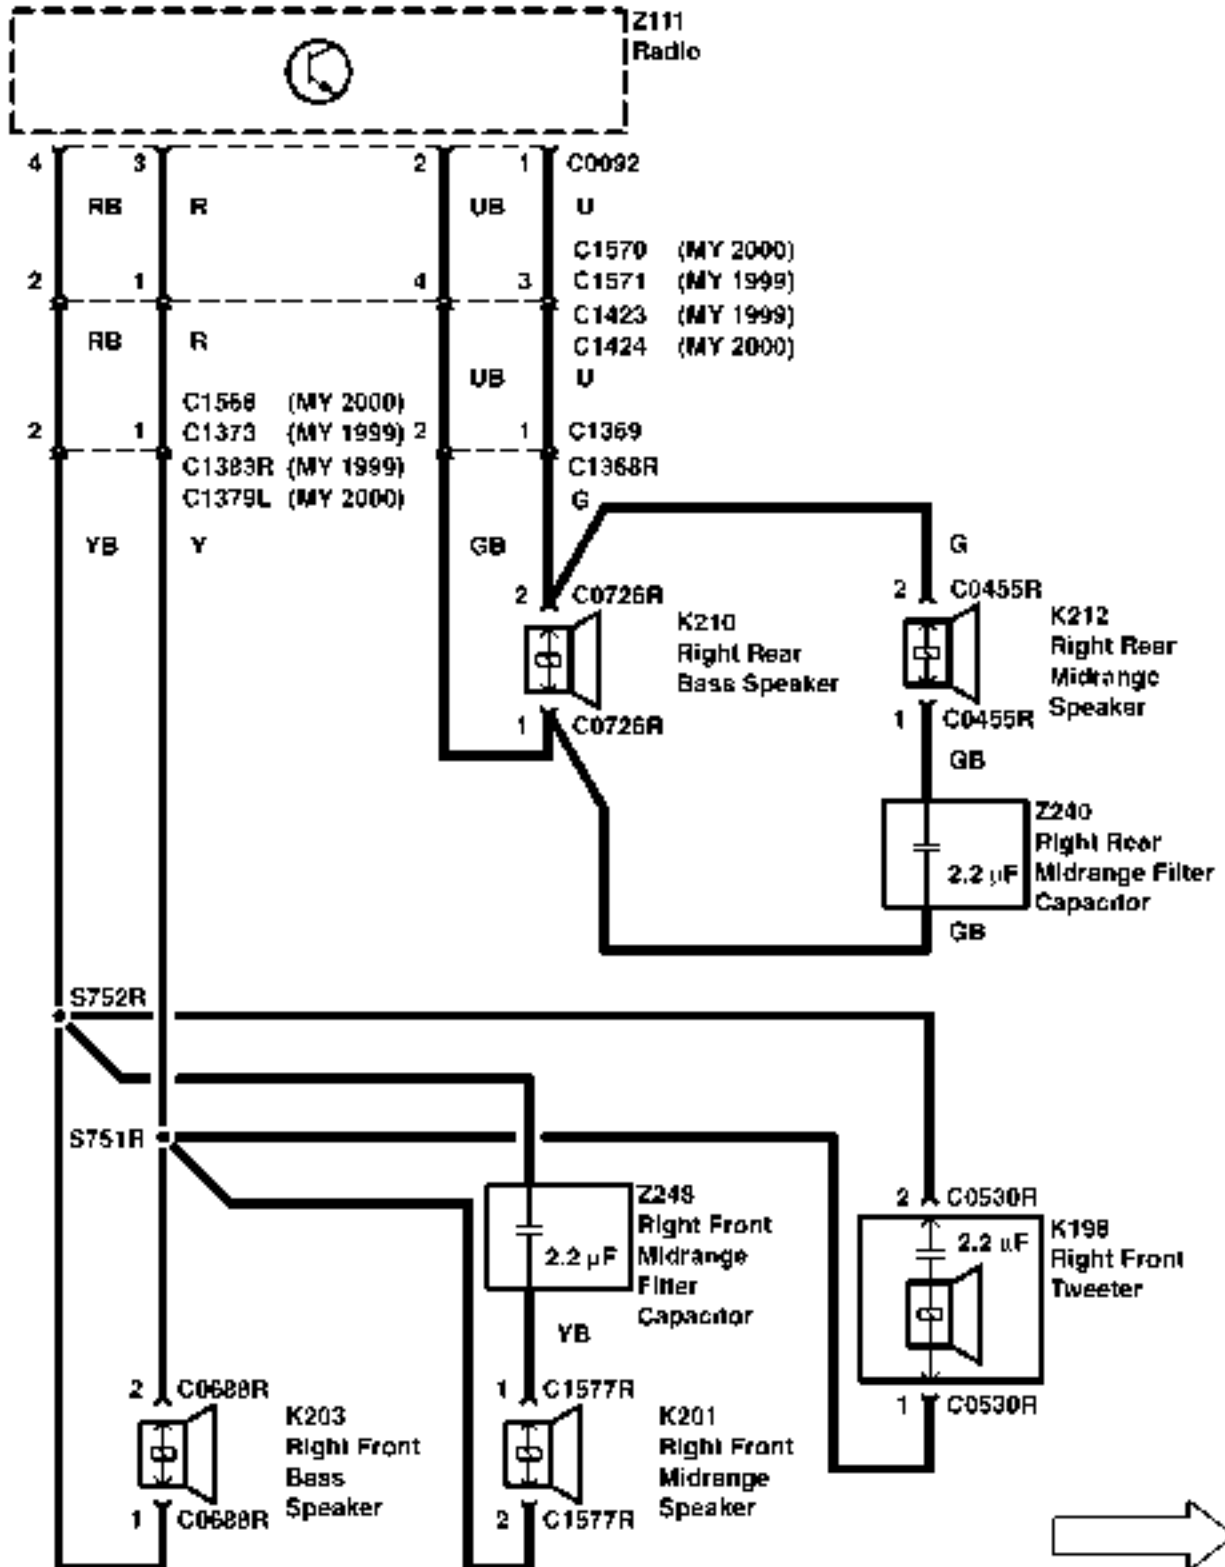 Z111
Radio
4 3 2 1 C0092
RB R UB U
C1570 (MY 2000)
2 1 4 3 C1571 (MY 1999)
C1423 (MY 1999)
RB R C1424 (MY 2000)
UB U
C1568 (MY 2000)
2 1 C1373 (MY 1999) 2 1 C1369
C1383R (MY 1999) C1368R
C1379L (MY 2000) G
YB Y GB G
2 C0726R 2 C0455R
K210
Right Rear
Bass Speaker
K212
Right Rear
Midrange
Speaker
1 C0726R 1 C0455R
GB
Z240
Right Rear
Midrange Filter
Capacitor
2.2 µF
GB
S752R
S751R
Z248
Right Front
Midrange
Filter
Capacitor
2.2 µF
2 C0530R
2.2 µF
K198
Right Front
Tweeter
YB
2 C0688R 1 C1577R 1 C0530R
K203
Right Front
Bass
Speaker
K201
Right Front
Midrange
Speaker
1 C0688R 2 C1577R